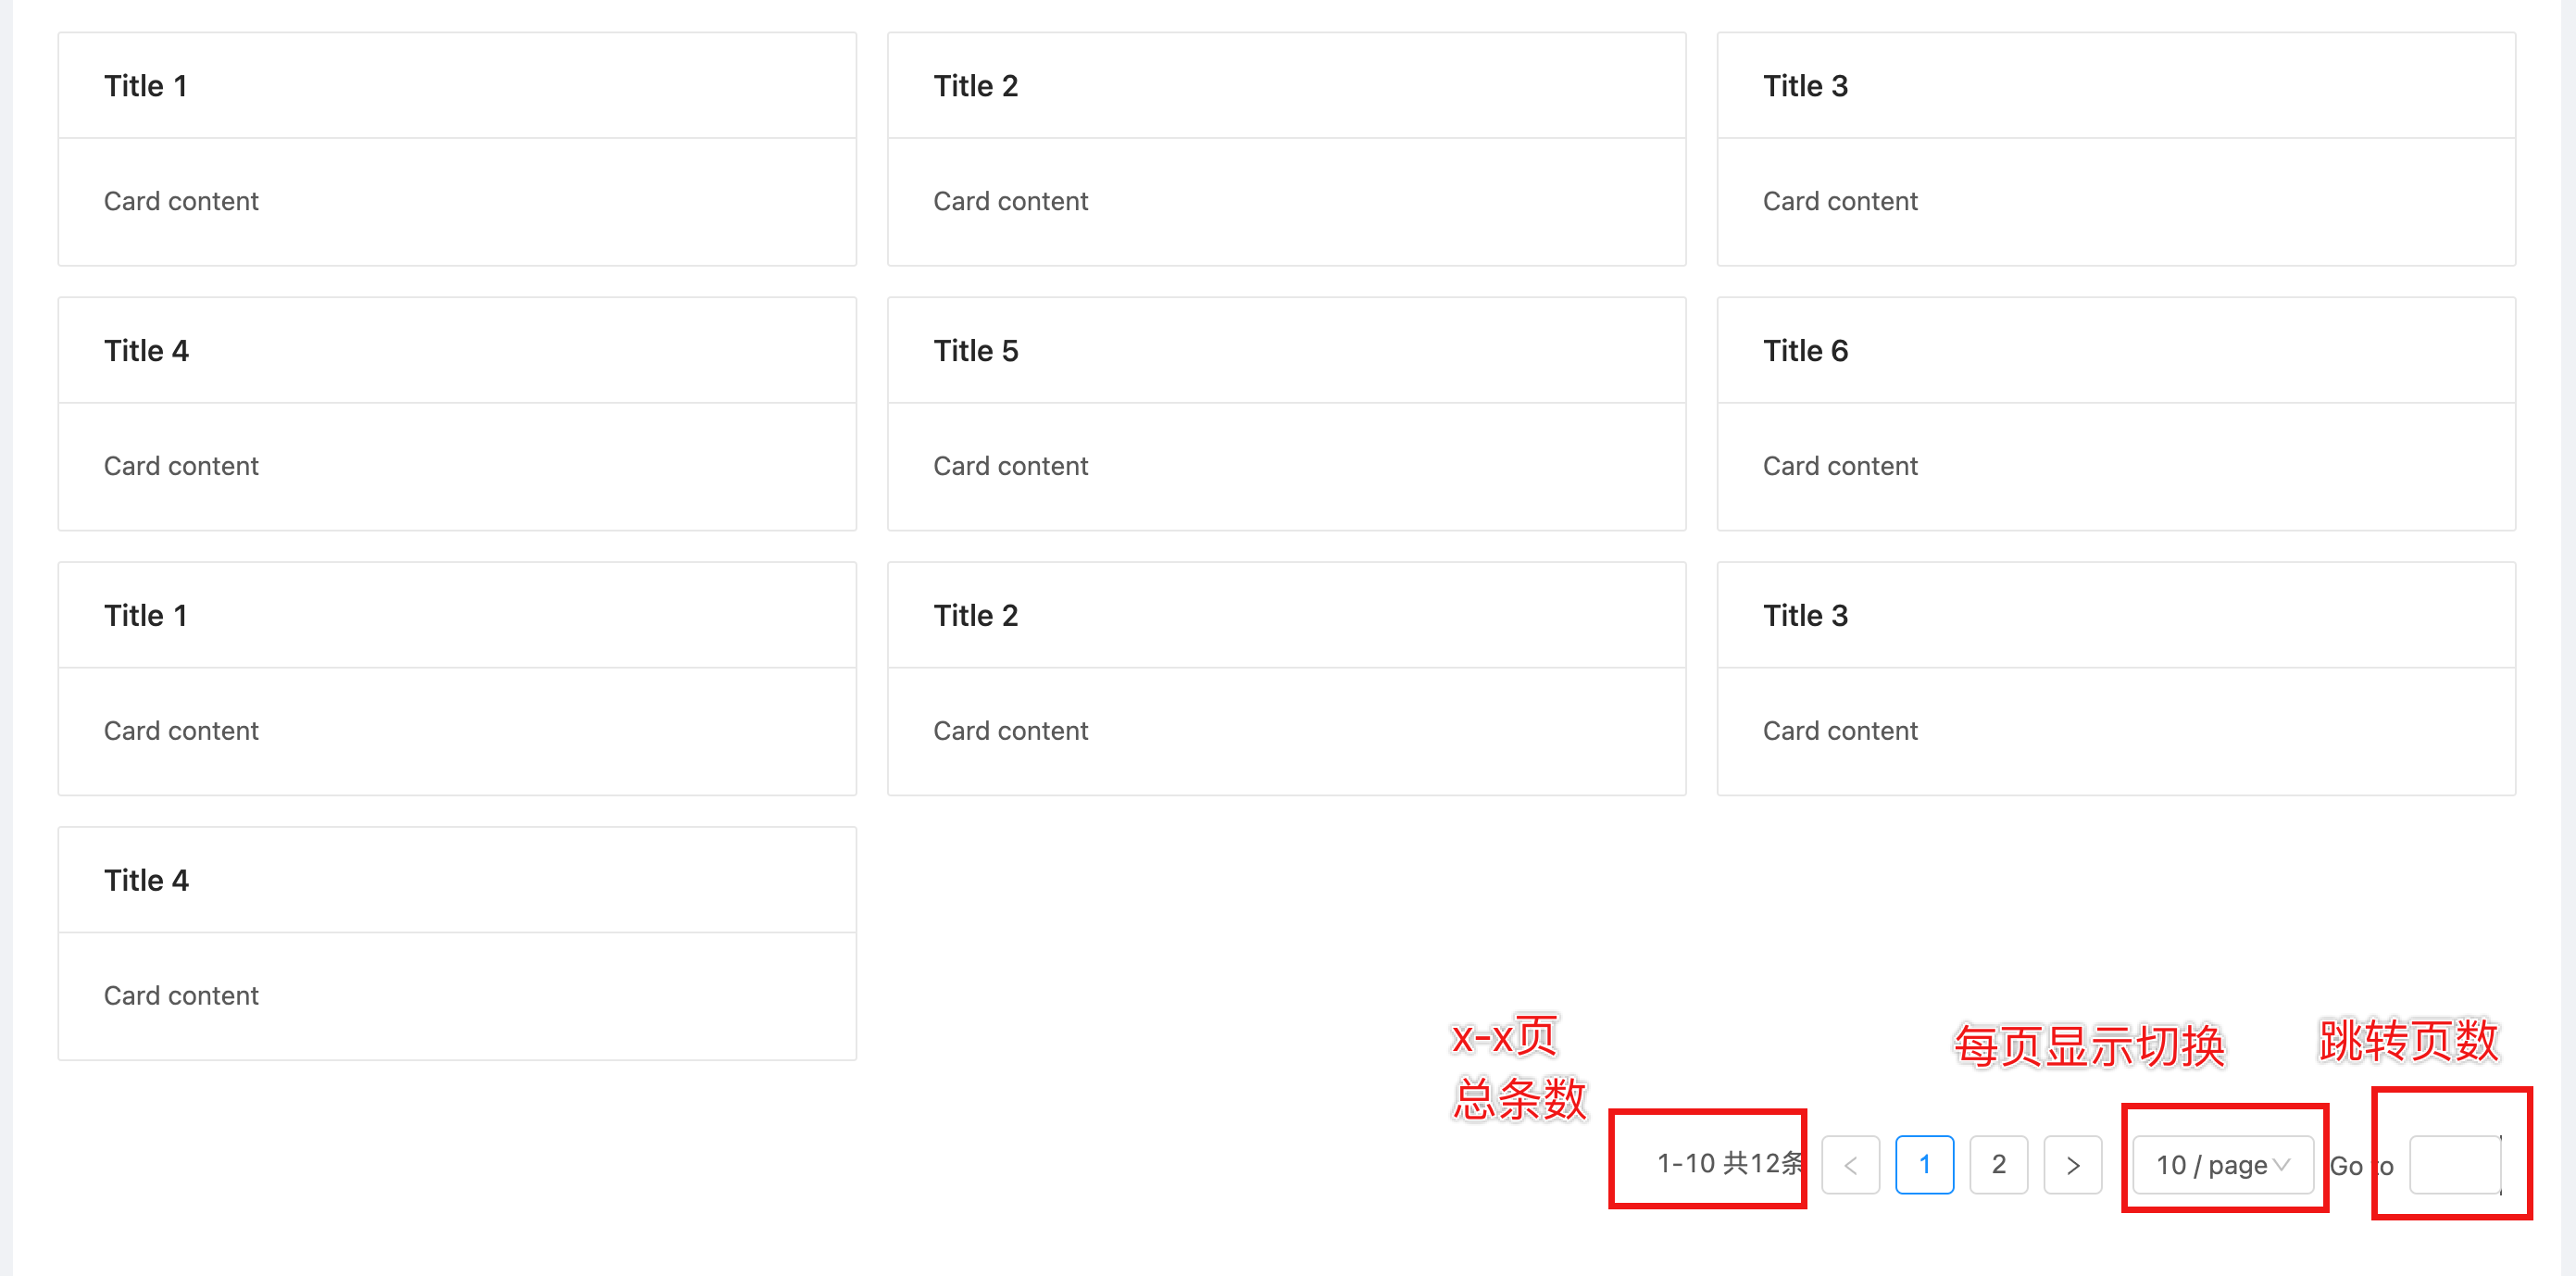 Title 1
Title 2
Title 3
Card content
Card content
Card content
Title 4
Title 5
Title 6
Card content
Card content
Card content
Title 1
Title 2
Title 3
Card content
Card content
Card content
Title 4
Card content
x-x页
总条数
每页显示切换
跳转页数
1-10 共12条 < 1 2 > 10 / page Go to